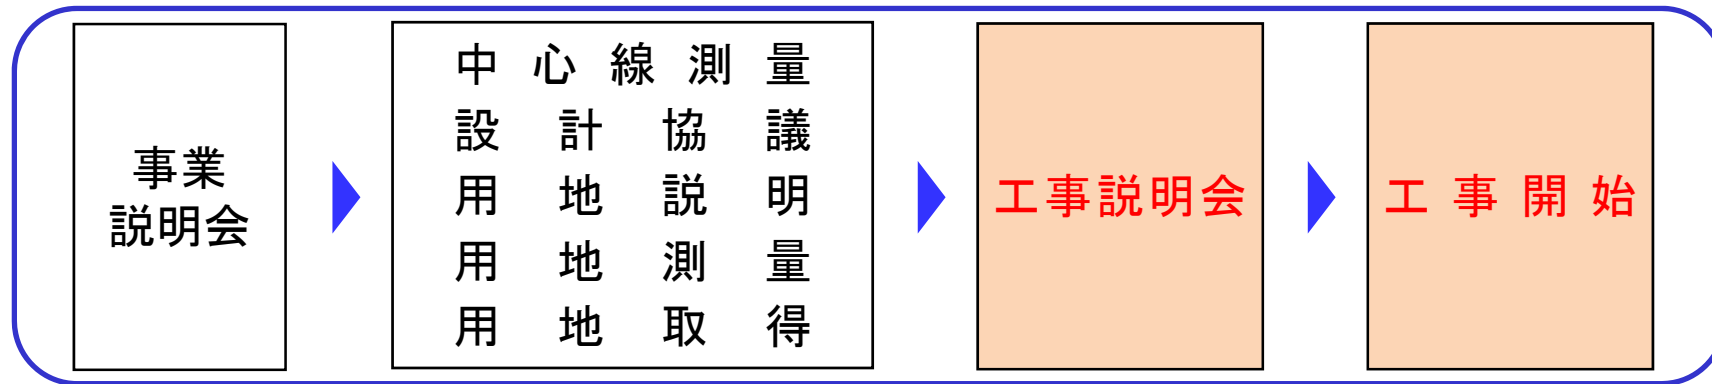 事業
説明会
中心線測量
設計協議
用地説明
用地測量
用地取得
工事説明会
工事開始